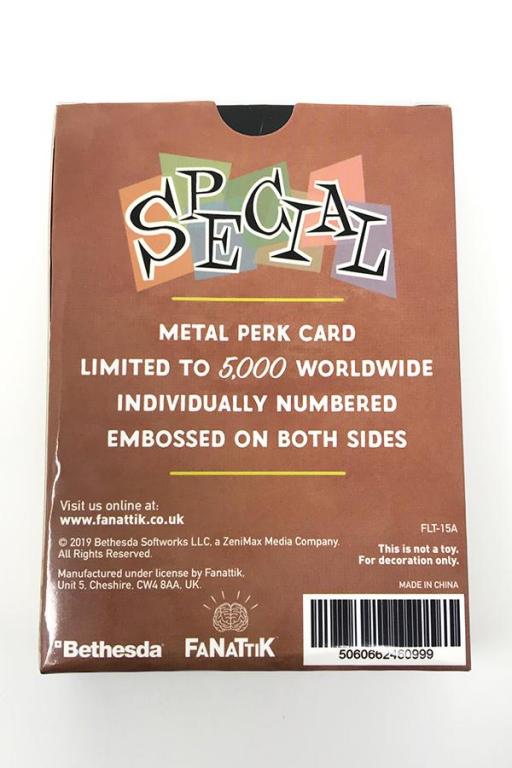 SPECIAL
METAL PERK CARD
LIMITED TO 5,000 WORLDWIDE
INDIVIDUALLY NUMBERED
EMBOSSED ON BOTH SIDES
Visit us online at:
www.fanattik.co.uk
© 2019 Bethesda Softworks LLC, a ZeniMax Media Company.
All Rights Reserved.
Manufactured under license by Fanattik,
Unit 5, Cheshire, CW4 8AA, UK.
FLT-15A
This is not a toy.
For decoration only.
MADE IN CHINA
Bethesda
FANATTIK
5060662460999